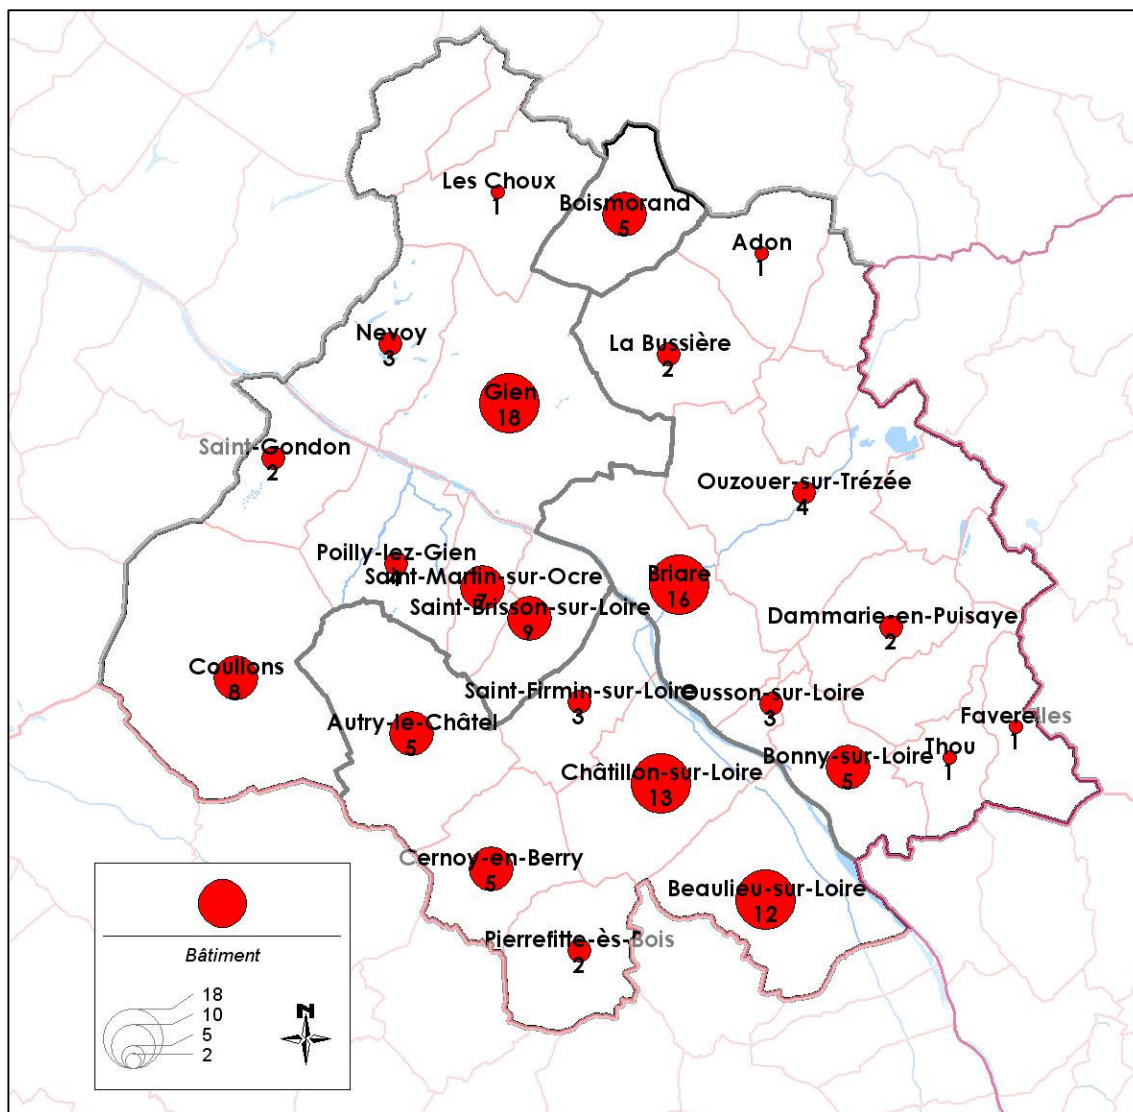 Les Choux
1
Boismorand
5
Adon
1
Nevoy
3
La Bussière
2
Gien
18
Saint-Gondon
2
Ouzouer-sur-Trézée
4
Poilly-lez-Gien
4
Saint-Martin-sur-Ocre
7
Briare
16
Saint-Brisson-sur-Loire
9
Dammarie-en-Puisaye
2
Coullons
8
Saint-Firmin-sur-Loire
3
Ousson-sur-Loire
3
Autry-le-Châtel
5
Faverelles
1
Thou
1
Bonny-sur-Loire
5
Châtillon-sur-Loire
13
Cernoy-en-Berry
5
Beaulieu-sur-Loire
12
Pierrefitte-ès-Bois
2
Bâtiment
18
10
5
2
N